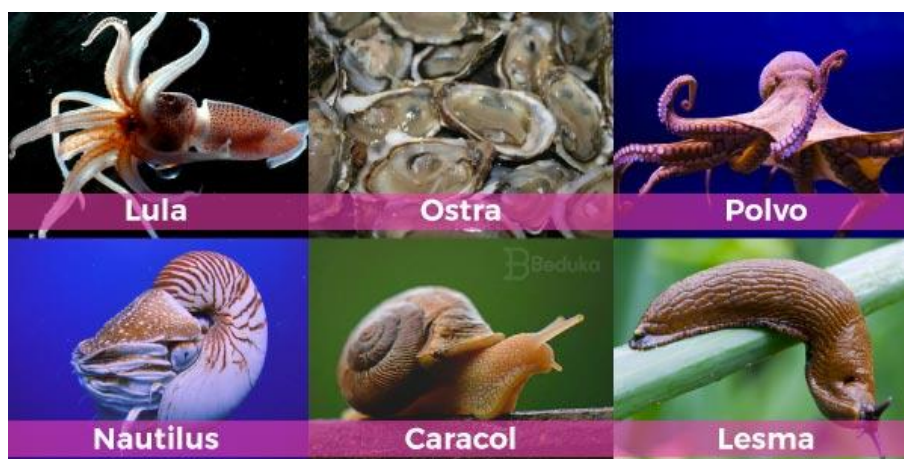 Lula
Ostra
Polvo
Beduka
Nautilus
Caracol
Lesma